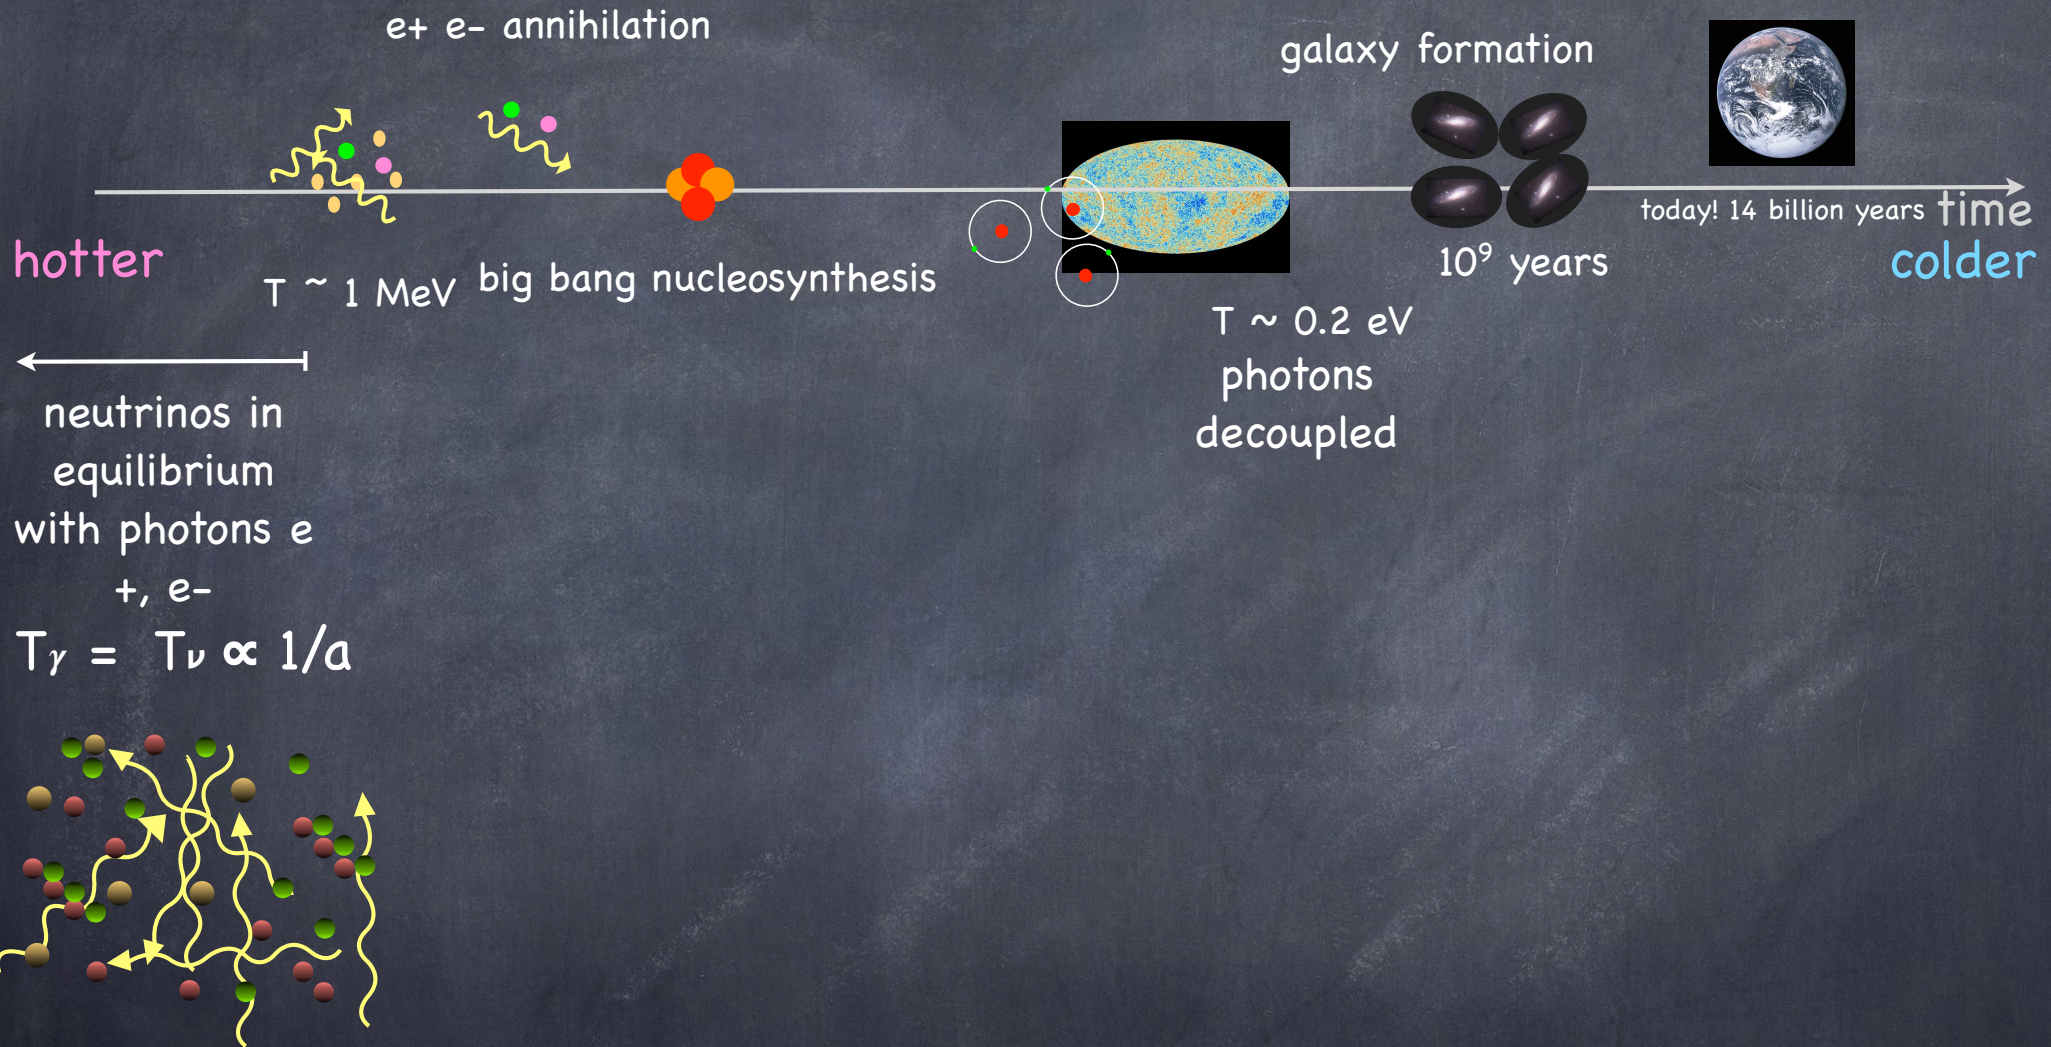 e+ e- annihilation
galaxy formation
today! 14 billion years
time
hotter
T ~ 1 MeV
big bang nucleosynthesis
10⁹ years
colder
T ~ 0.2 eV
photons
decoupled
neutrinos in
equilibrium
with photons e
+, e-
Tγ = Tν ∝ 1/a